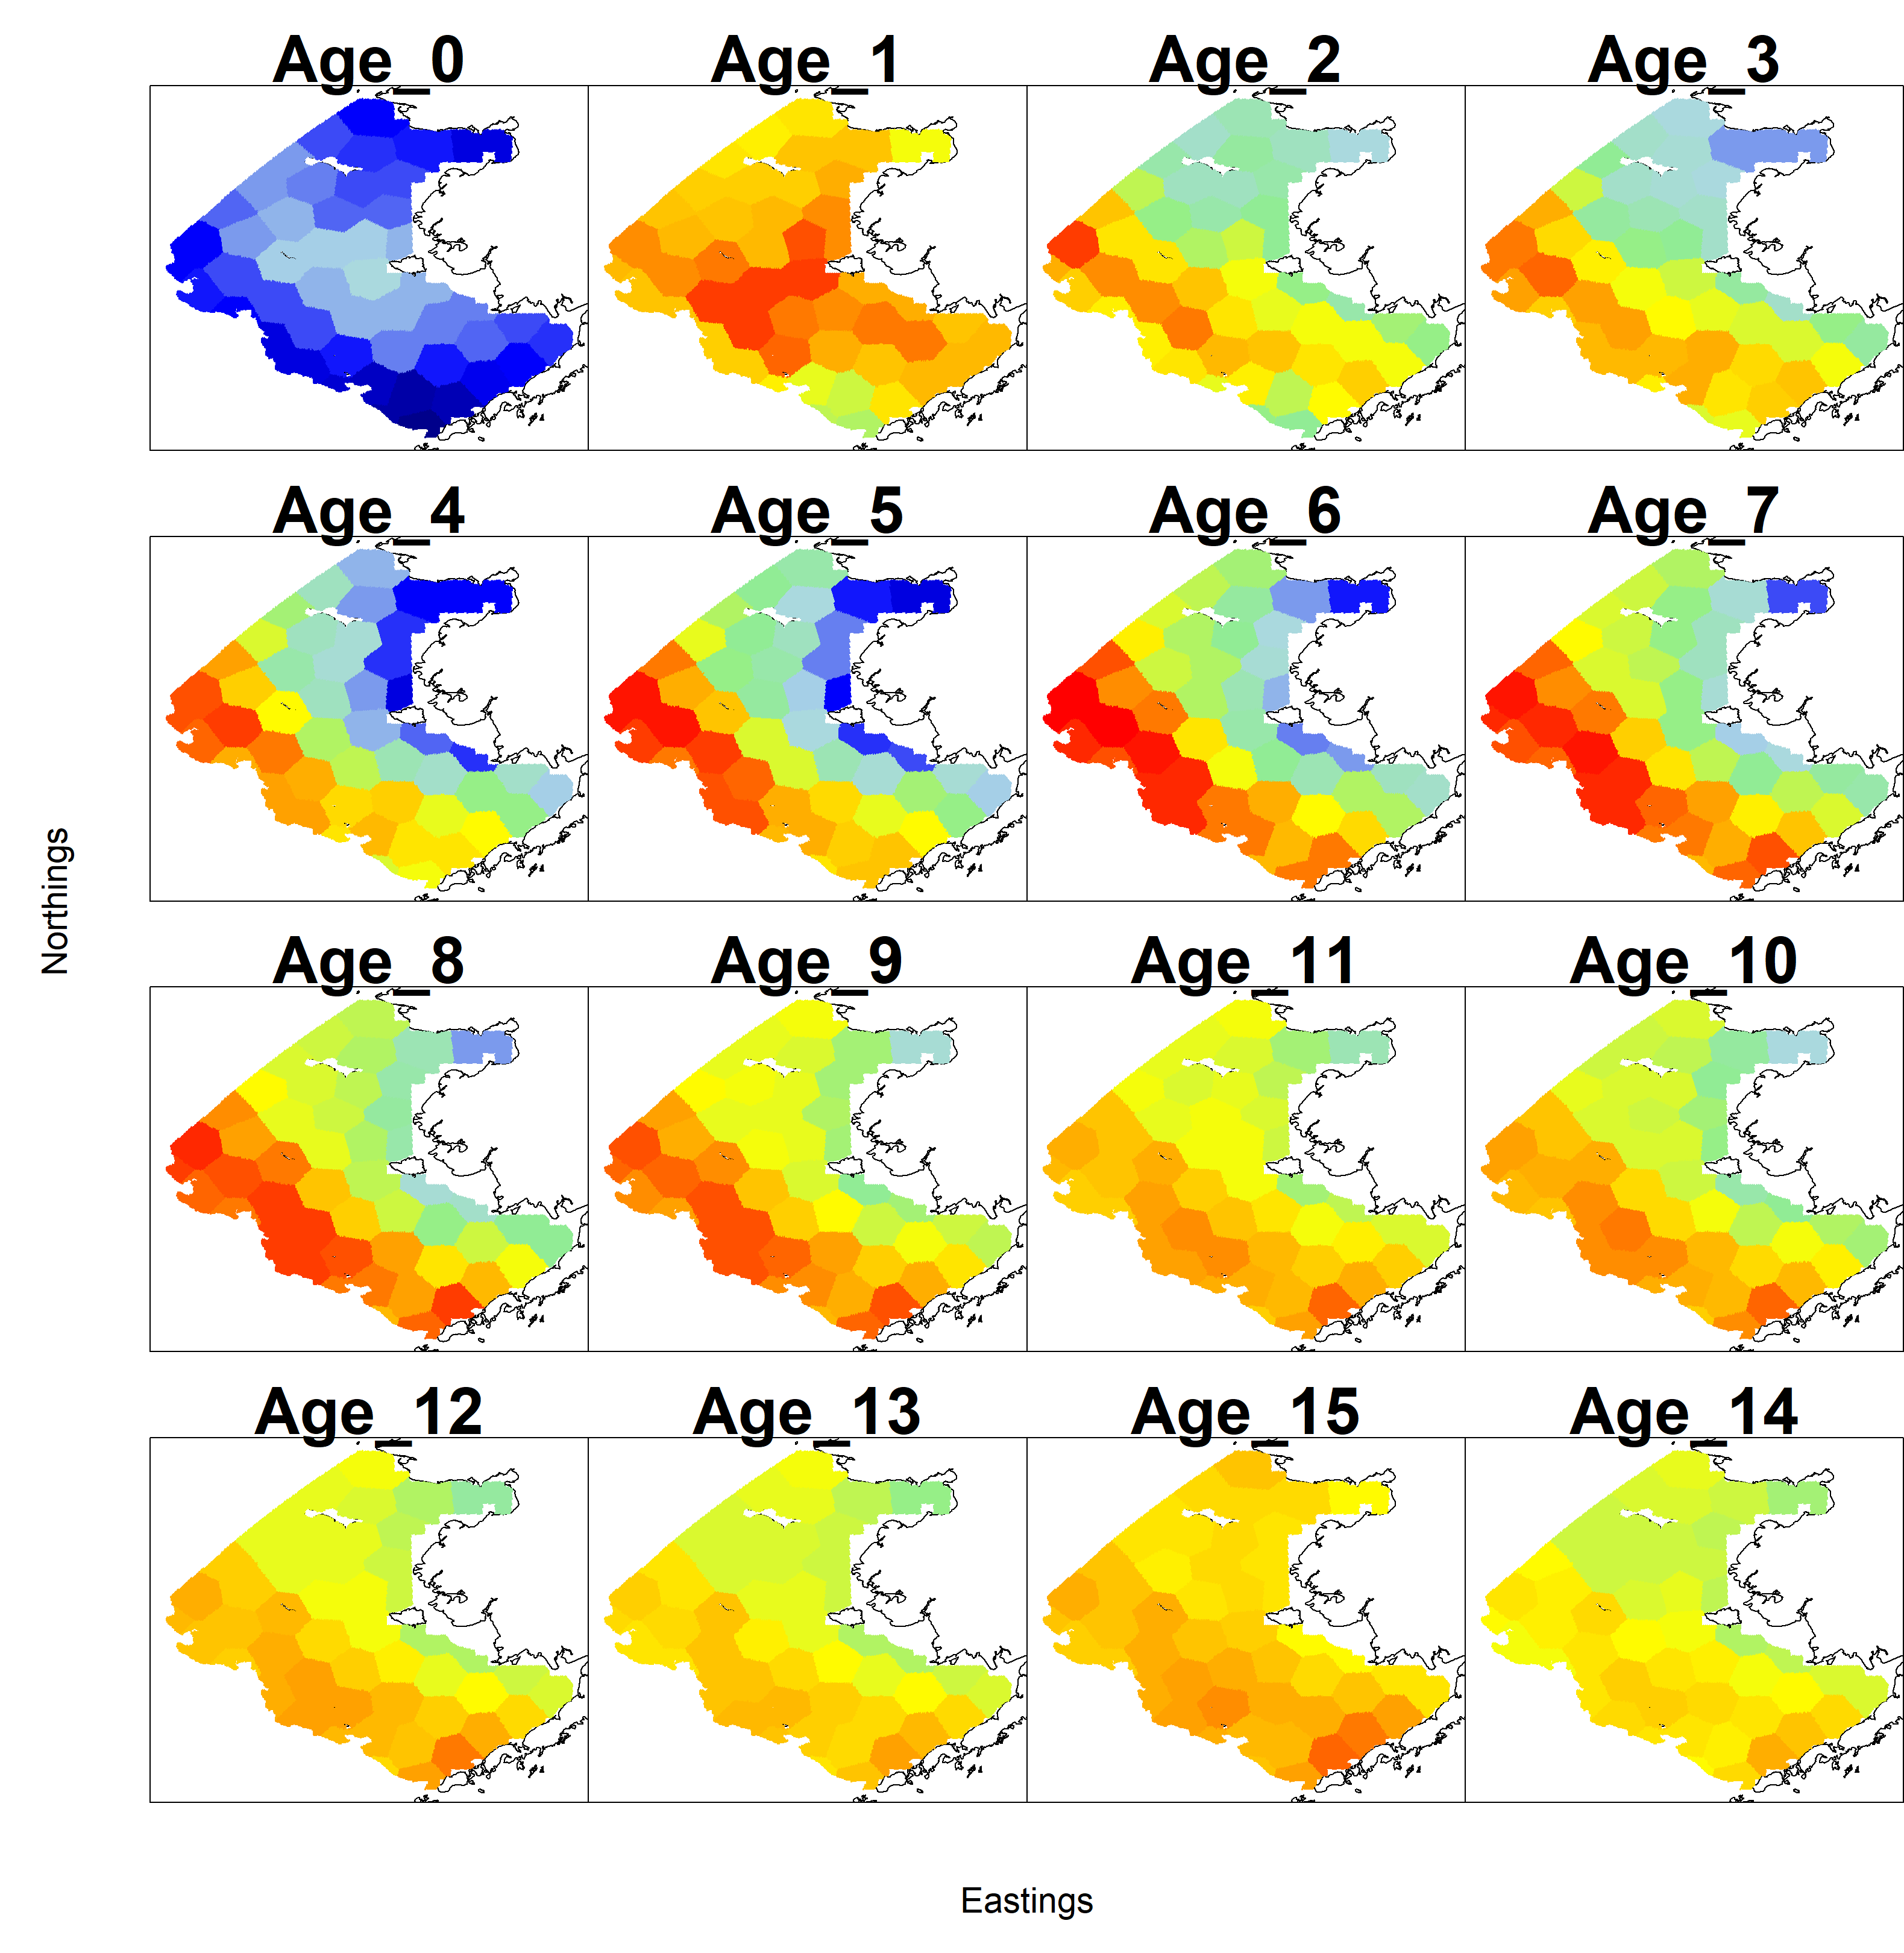 Age_0 Age_1 Age_2 Age_3
Age_4 Age_5 Age_6 Age_7
Age_8 Age_9 Age_11 Age_10
Age_12 Age_13 Age_15 Age_14
Northings
Eastings